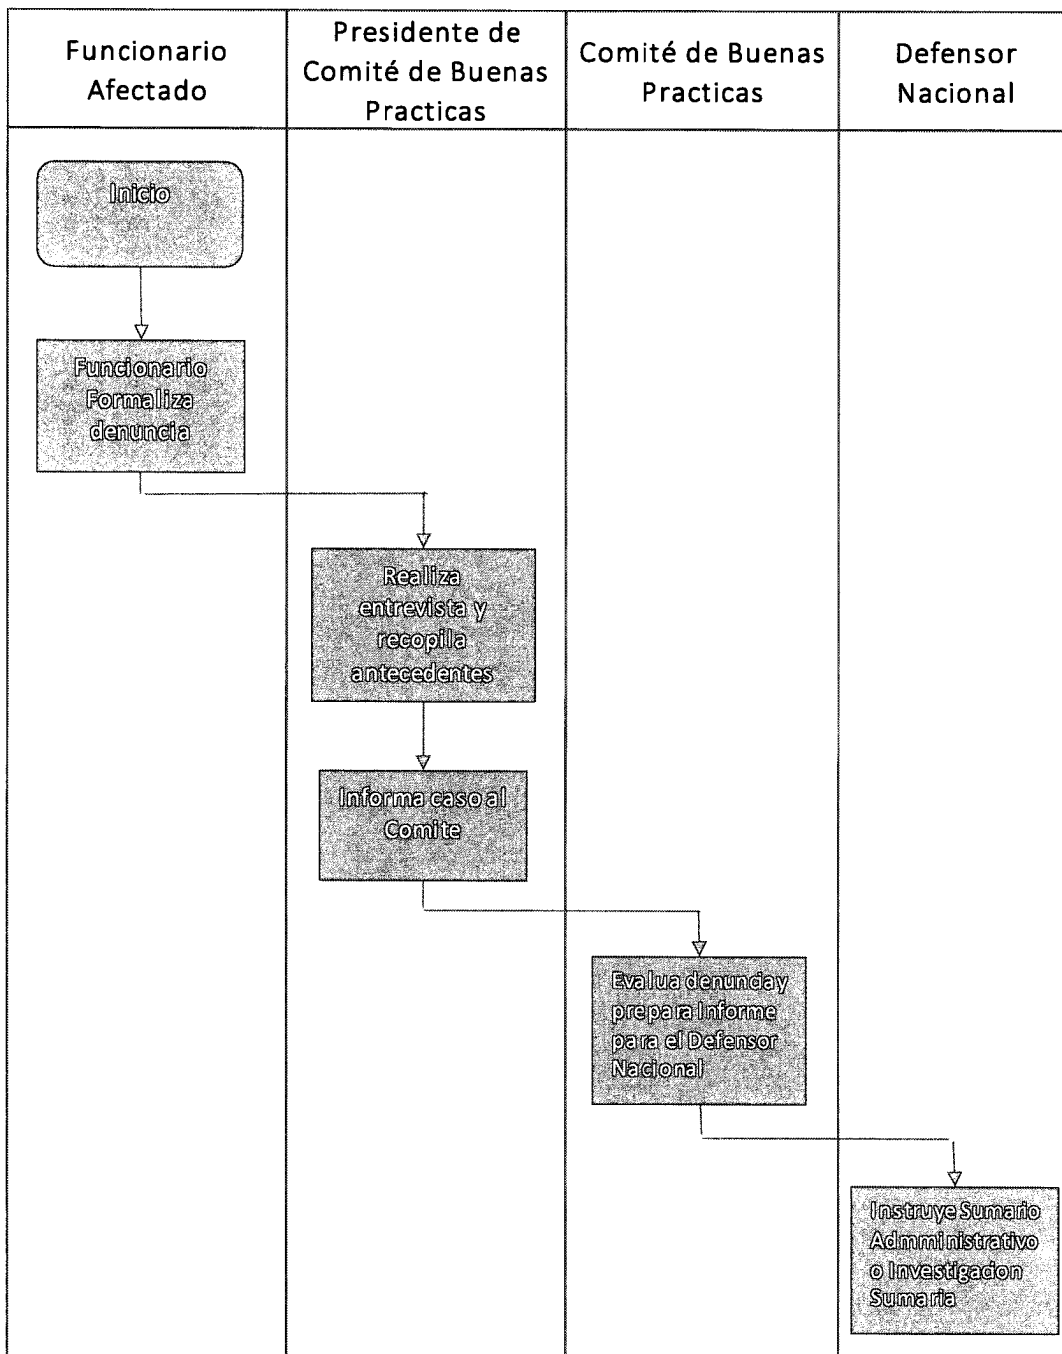 Funcionario
Afectado
Presidente de
Comité de Buenas
Practicas
Comité de Buenas
Practicas
Defensor
Nacional
Inicio
Funcionario
Formaliza
denuncia
Realiza
entrevista y
recopila
antecedentes
Informa caso al
Comite
Evalua denuncia y
prepara Informe
para el Defensor
Nacional
Instruye Sumario
Admministrativo
o Investigacion
Sumaria